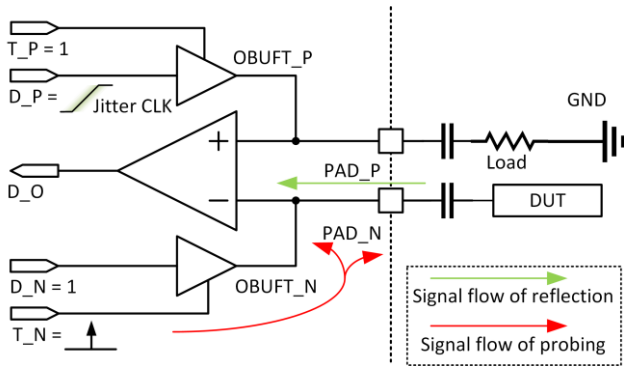 T_P = 1
OBUFT_P
D_P =
Jitter CLK
GND
+
Load
D_O
PAD_P
DUT
−
PAD_N
D_N = 1
OBUFT_N
T_N =
Signal flow of reflection
Signal flow of probing